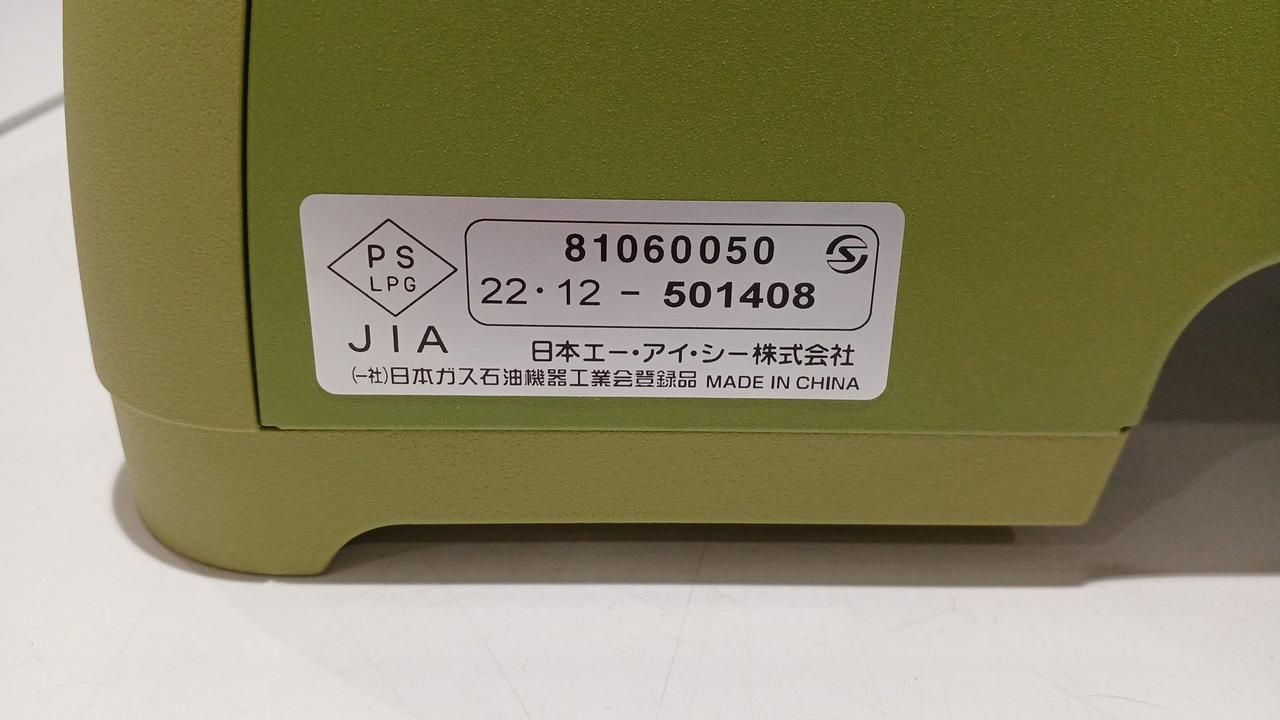 PS
LPG
JIA
81060050
22・12 - 501408
日本エー・アイ・シー株式会社
(一社)日本ガス石油機器工業会登録品 MADE IN CHINA